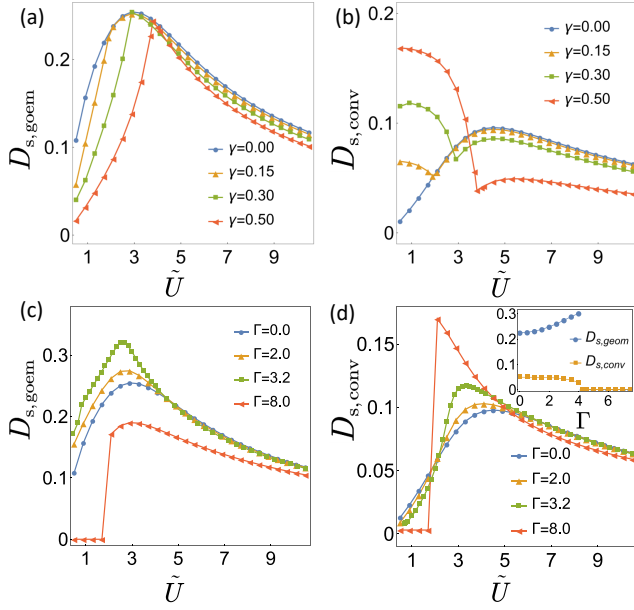 (a)
0.2
0.1
0
D_s,goem
γ=0.00
γ=0.15
γ=0.30
γ=0.50
1 3 5 7 9
Ũ
(b)
0.2
0.1
0
D_s,conv
γ=0.00
γ=0.15
γ=0.30
γ=0.50
1 3 5 7 9
Ũ
(c)
0.3
0.2
0.1
0
D_s,goem
Γ=0.0
Γ=2.0
Γ=3.2
Γ=8.0
1 3 5 7 9
Ũ
(d)
0.15
0.10
0.05
0
D_s,conv
0.3
0.2
0.1
0
D_s,geom
D_s,conv
0 2 4 6
Γ
Γ=0.0
Γ=2.0
Γ=3.2
Γ=8.0
1 3 5 7 9
Ũ